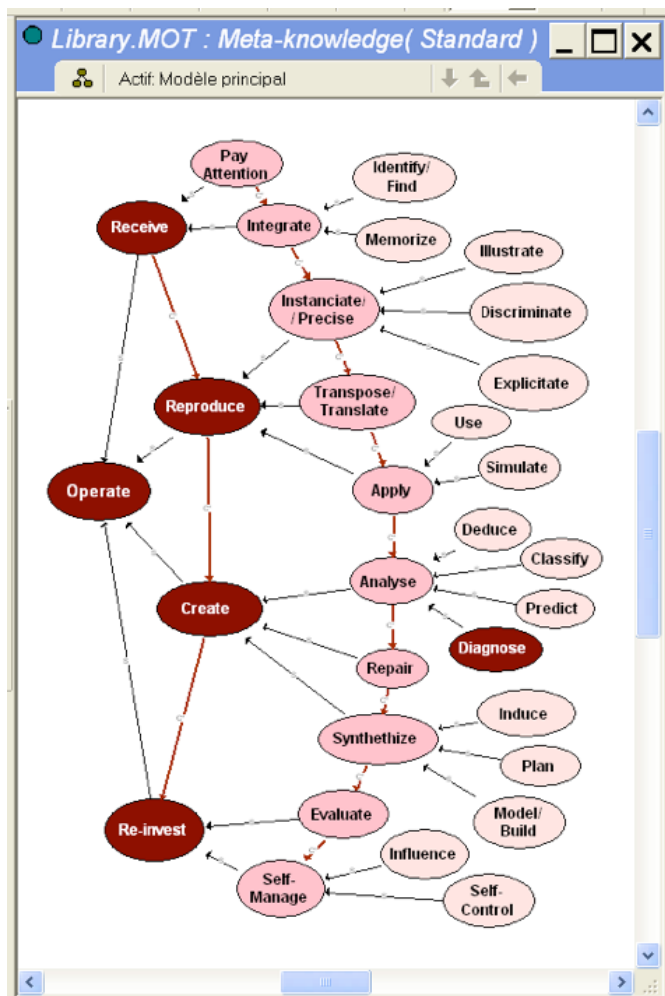 Library.MOT : Meta-knowledge( Standard )
Actif: Modèle principal
Pay
Attention
Identify/
Find
Receive
Integrate
Memorize
Illustrate
Instanciate/
/ Precise
Discriminate
Explicitate
Transpose/
Translate
Reproduce
Use
Simulate
Operate
Apply
Deduce
Classify
Analyse
Predict
Create
Diagnose
Repair
Induce
Synthethize
Plan
Model/
Build
Evaluate
Re-invest
Influence
Self-
Manage
Self-
Control